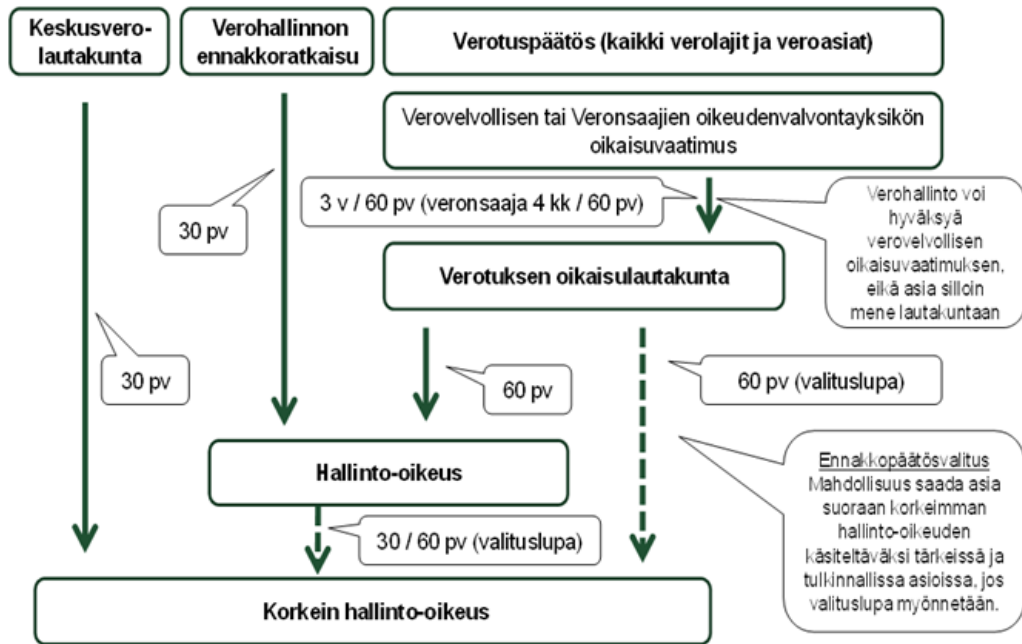 Keskusvero-
lautakunta
Verohallinnon
ennakkoratkaisu
Verotuspäätös (kaikki verolajit ja veroasiat)
Verovelvollisen tai Veronsaajien oikeudenvalvontayksikön
oikaisuvaatimus
3 v / 60 pv (veronsaaja 4 kk / 60 pv)
Verohallinto voi
hyväksyä
verovelvollisen
oikaisuvaatimuksen,
eikä asia silloin
mene lautakuntaan
30 pv
Verotuksen oikaisulautakunta
30 pv
60 pv
60 pv (valituslupa)
Hallinto-oikeus
Ennakkopäätösvalitus
Mahdollisuus saada asia
suoraan korkeimman
hallinto-oikeuden
käsiteltäväksi tärkeissä ja
tulkinnallissa asioissa, jos
valituslupa myönnetään.
30 / 60 pv (valituslupa)
Korkein hallinto-oikeus